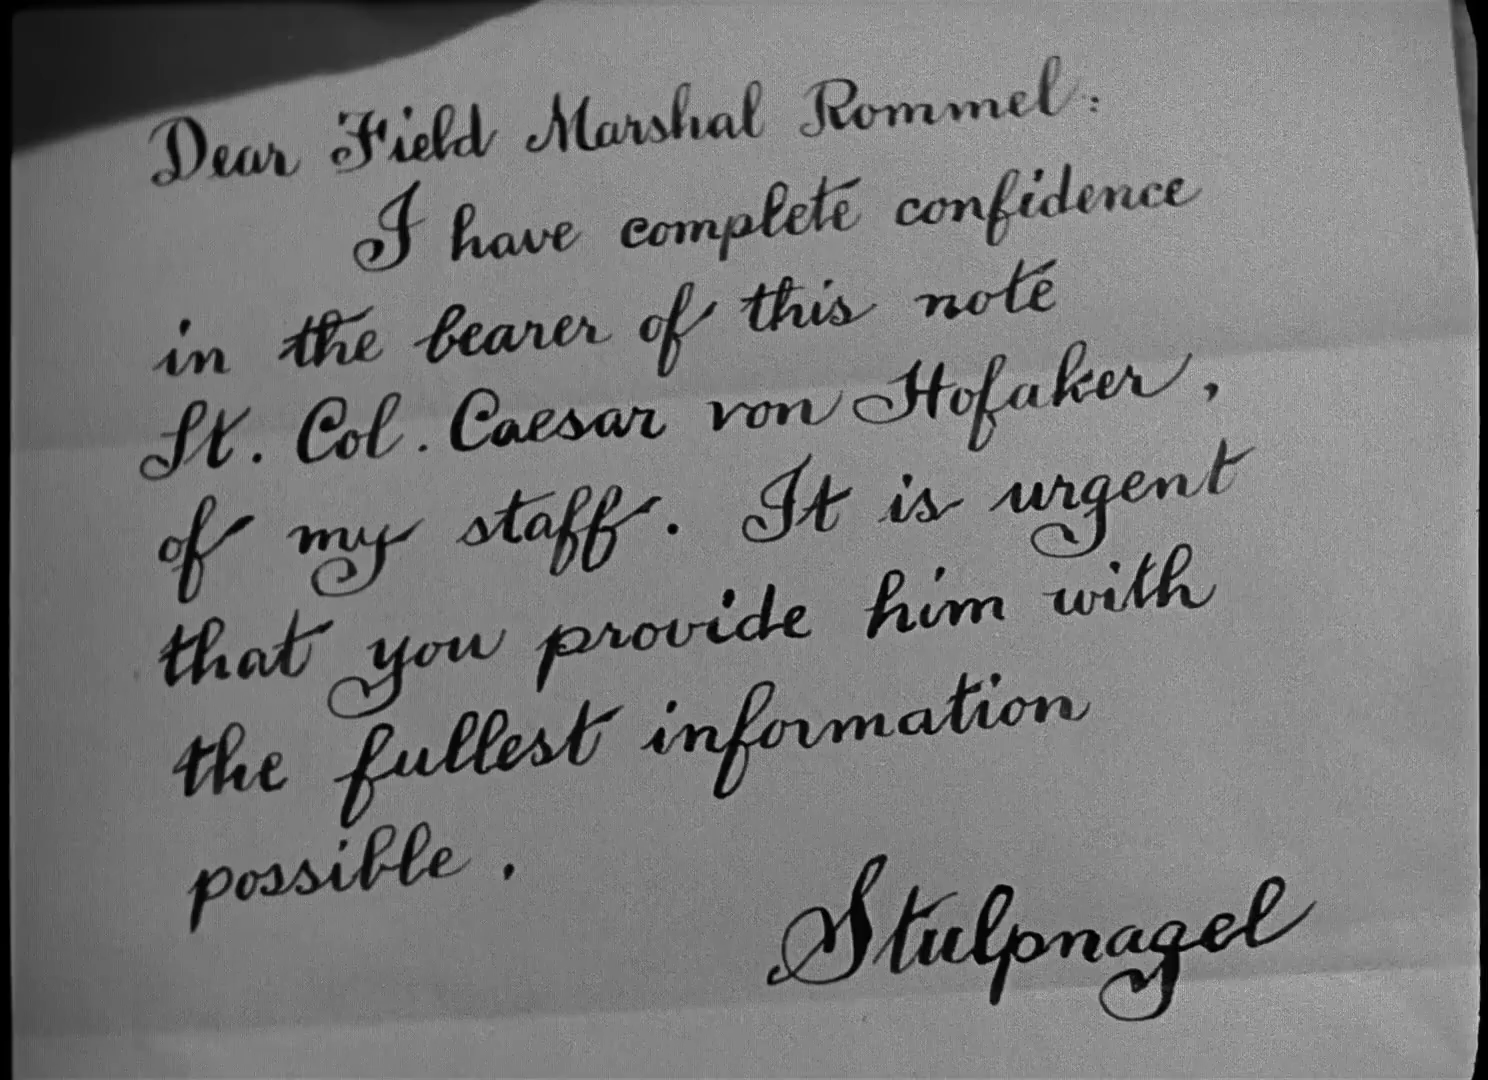 Dear Field Marshal Rommel:
I have complete confidence
in the bearer of this note
Lt. Col. Caesar von Hofaker,
of my staff. It is urgent
that you provide him with
the fullest information
possible.
Stulpnagel